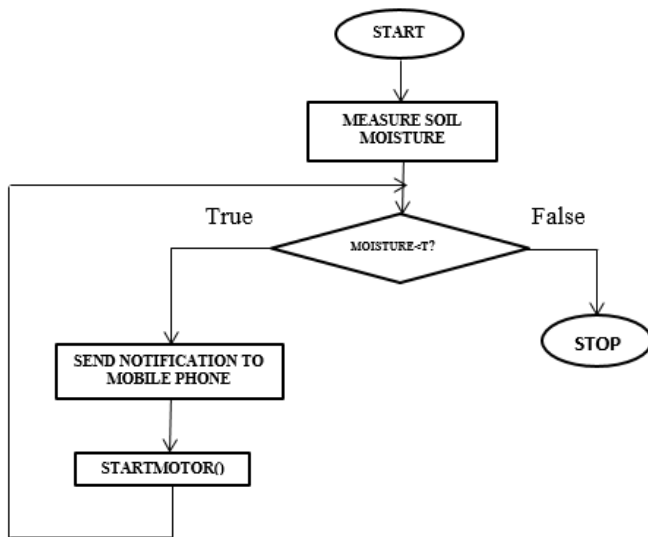 START
MEASURE SOIL
MOISTURE
True
False
MOISTURE<T?
SEND NOTIFICATION TO
MOBILE PHONE
STOP
STARTMOTOR()